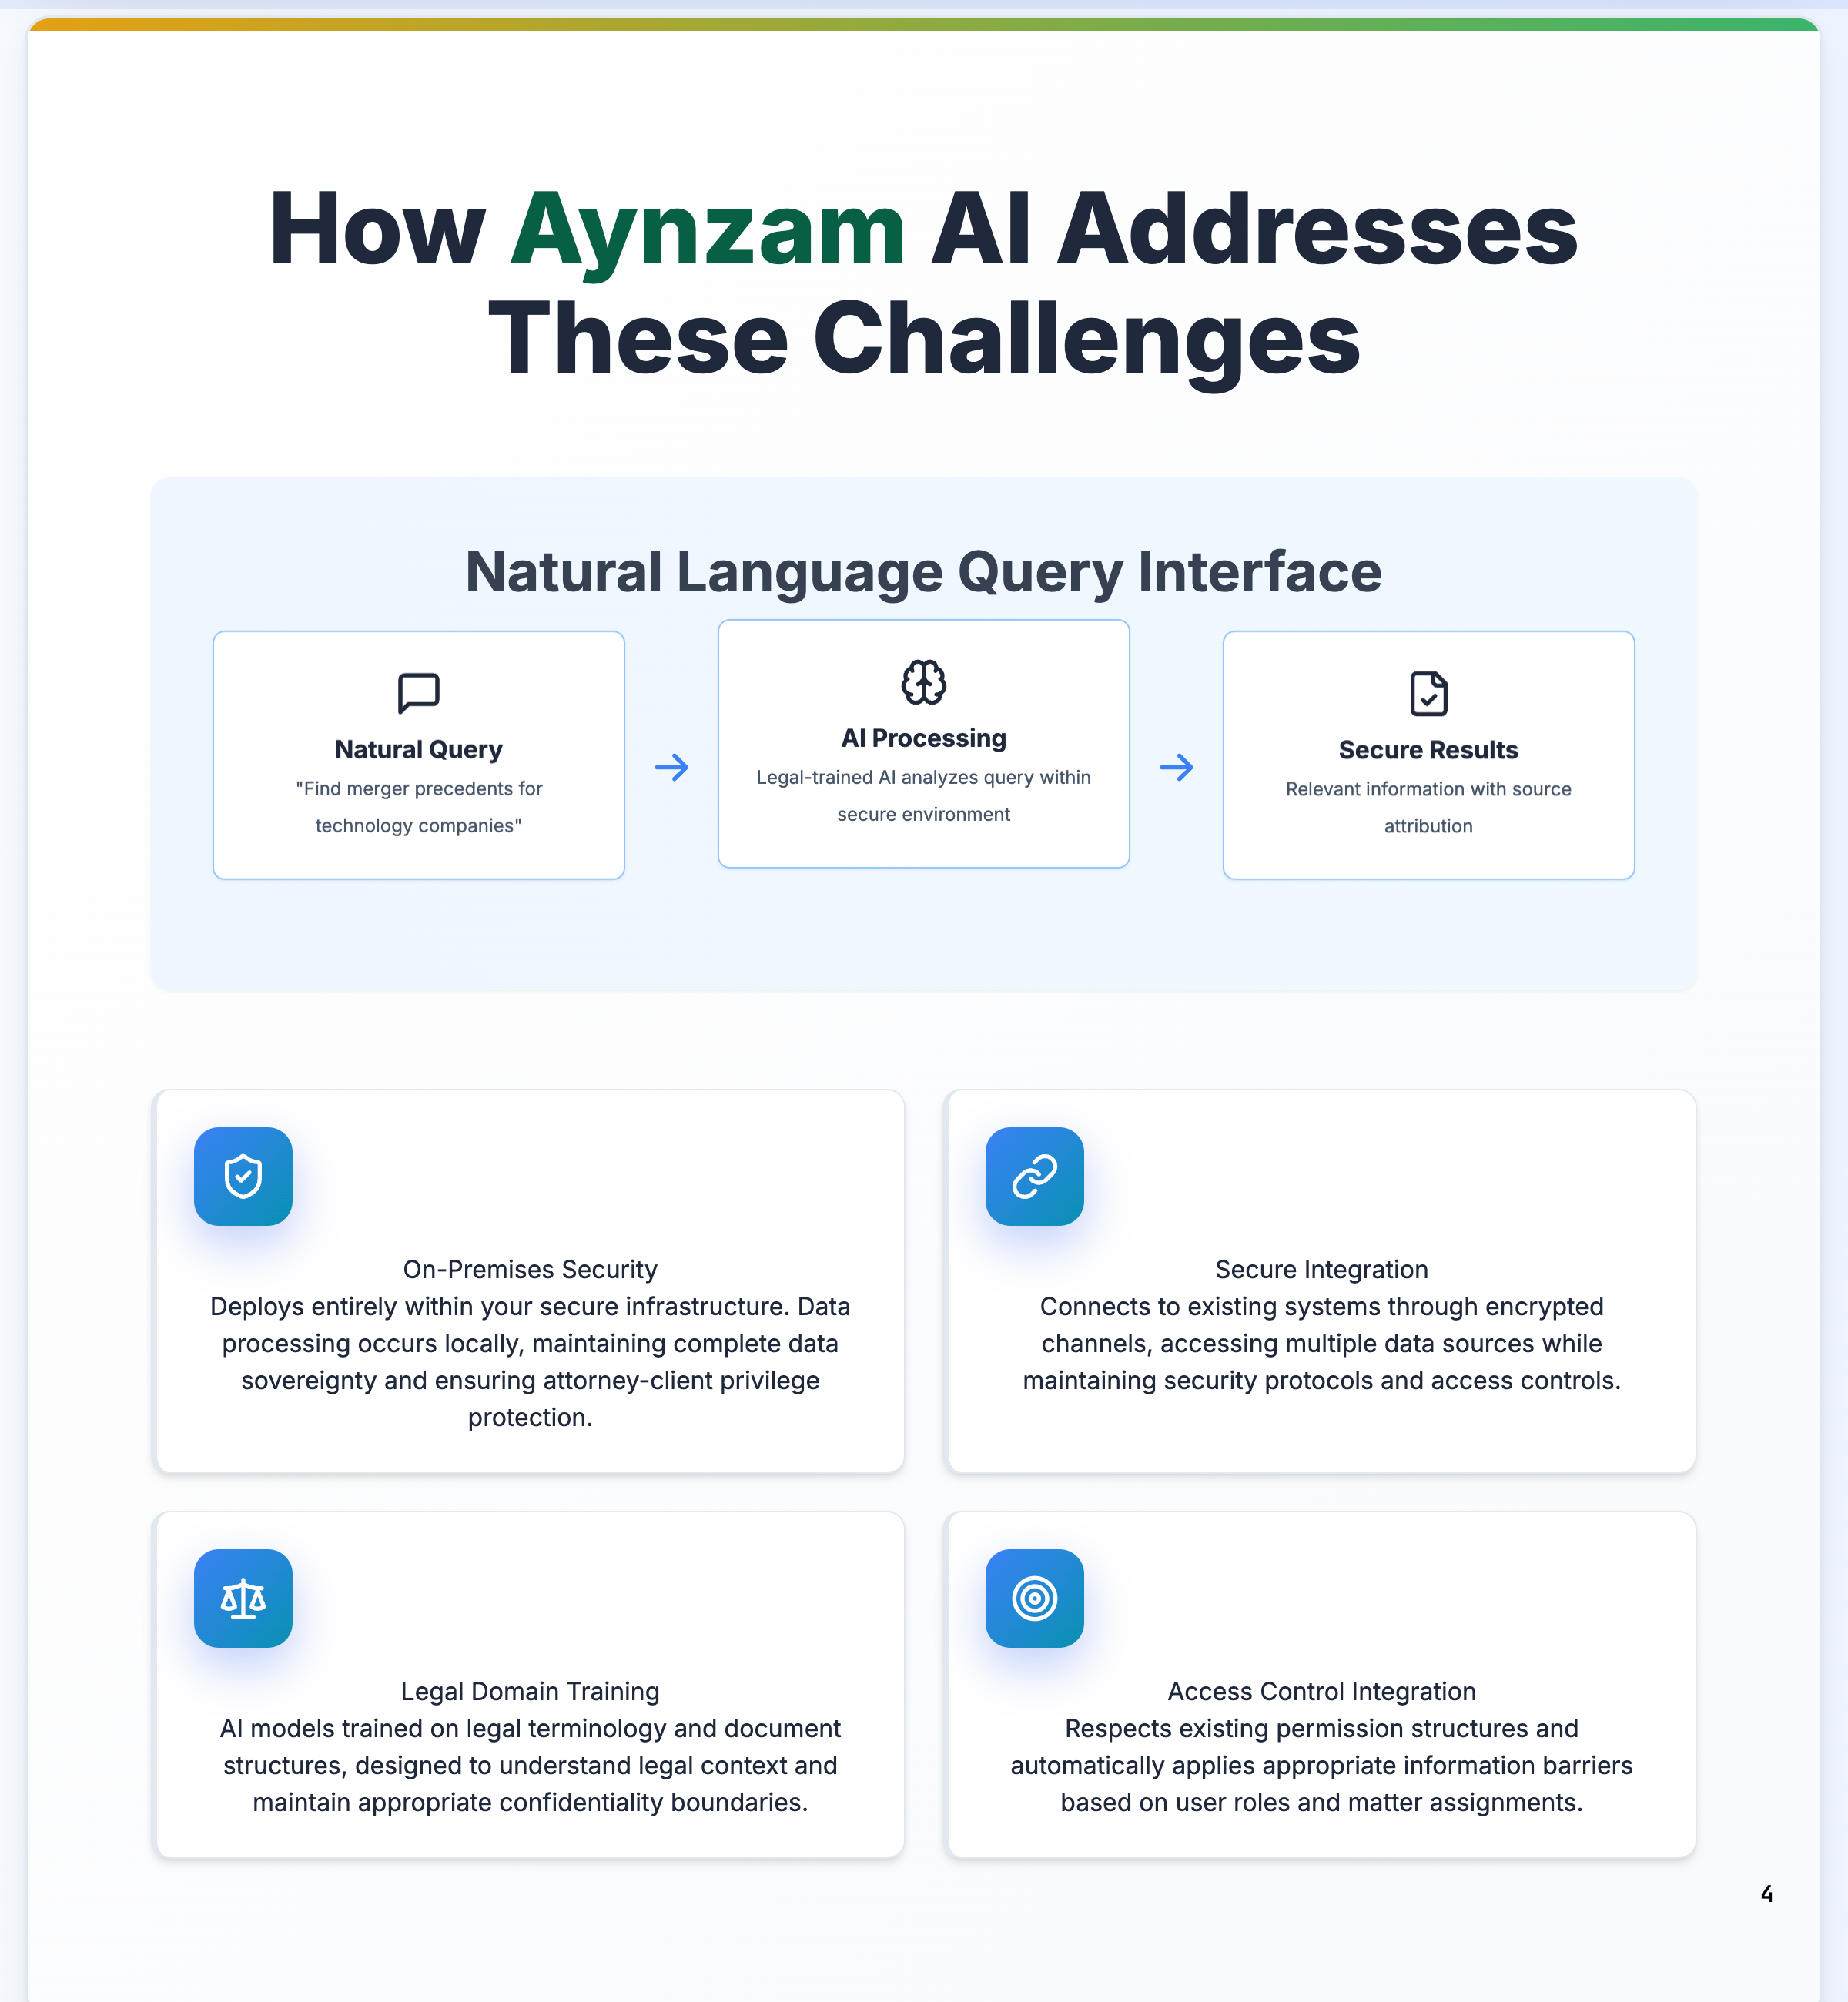 How Aynzam AI Addresses
These Challenges
Natural Language Query Interface
Natural Query
"Find merger precedents for
technology companies"
AI Processing
Legal-trained AI analyzes query within
secure environment
Secure Results
Relevant information with source
attribution
On-Premises Security
Deploys entirely within your secure infrastructure. Data
processing occurs locally, maintaining complete data
sovereignty and ensuring attorney-client privilege
protection.
Secure Integration
Connects to existing systems through encrypted
channels, accessing multiple data sources while
maintaining security protocols and access controls.
Legal Domain Training
AI models trained on legal terminology and document
structures, designed to understand legal context and
maintain appropriate confidentiality boundaries.
Access Control Integration
Respects existing permission structures and
automatically applies appropriate information barriers
based on user roles and matter assignments.
4